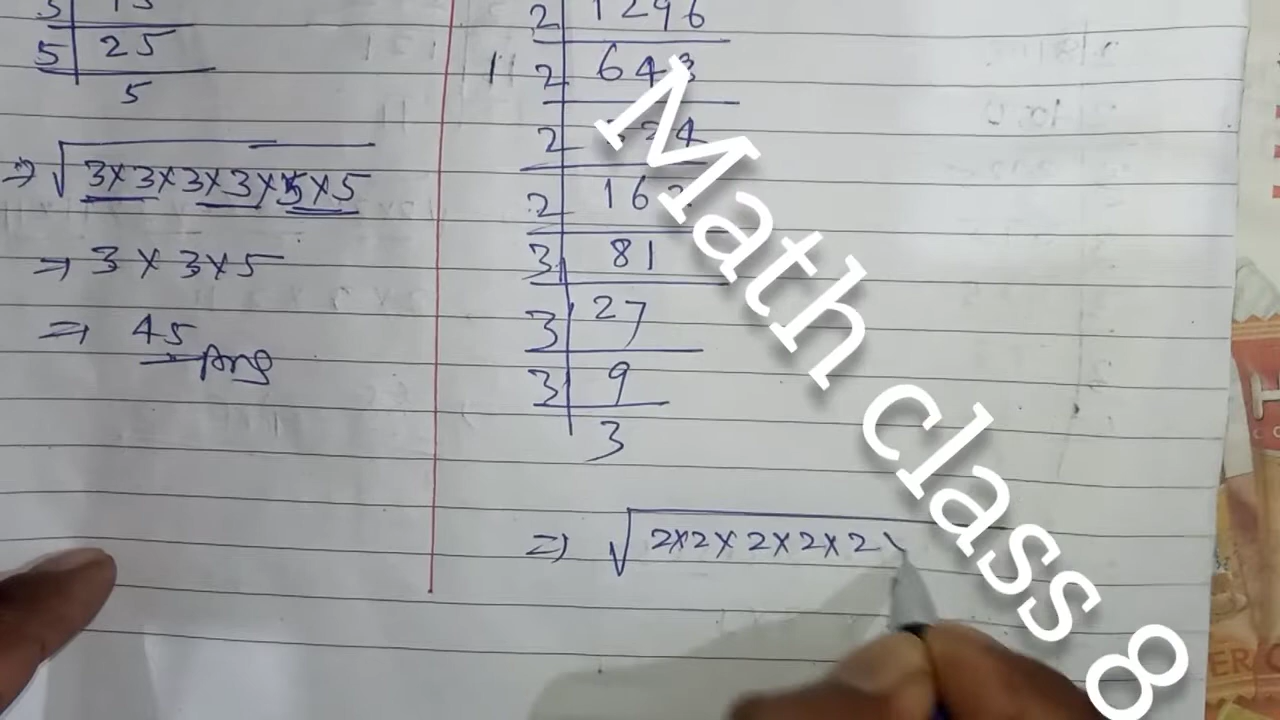 5 | 25
5
⇒ √3×3×3×3×5×5
⇒ 3×3×5
⇒ 45
Ans
2 | 1296
2 | 648
2 | 324
2 | 162
3 | 81
3 | 27
3 | 9
3
⇒ √2×2×2×2×2×
Math class 8